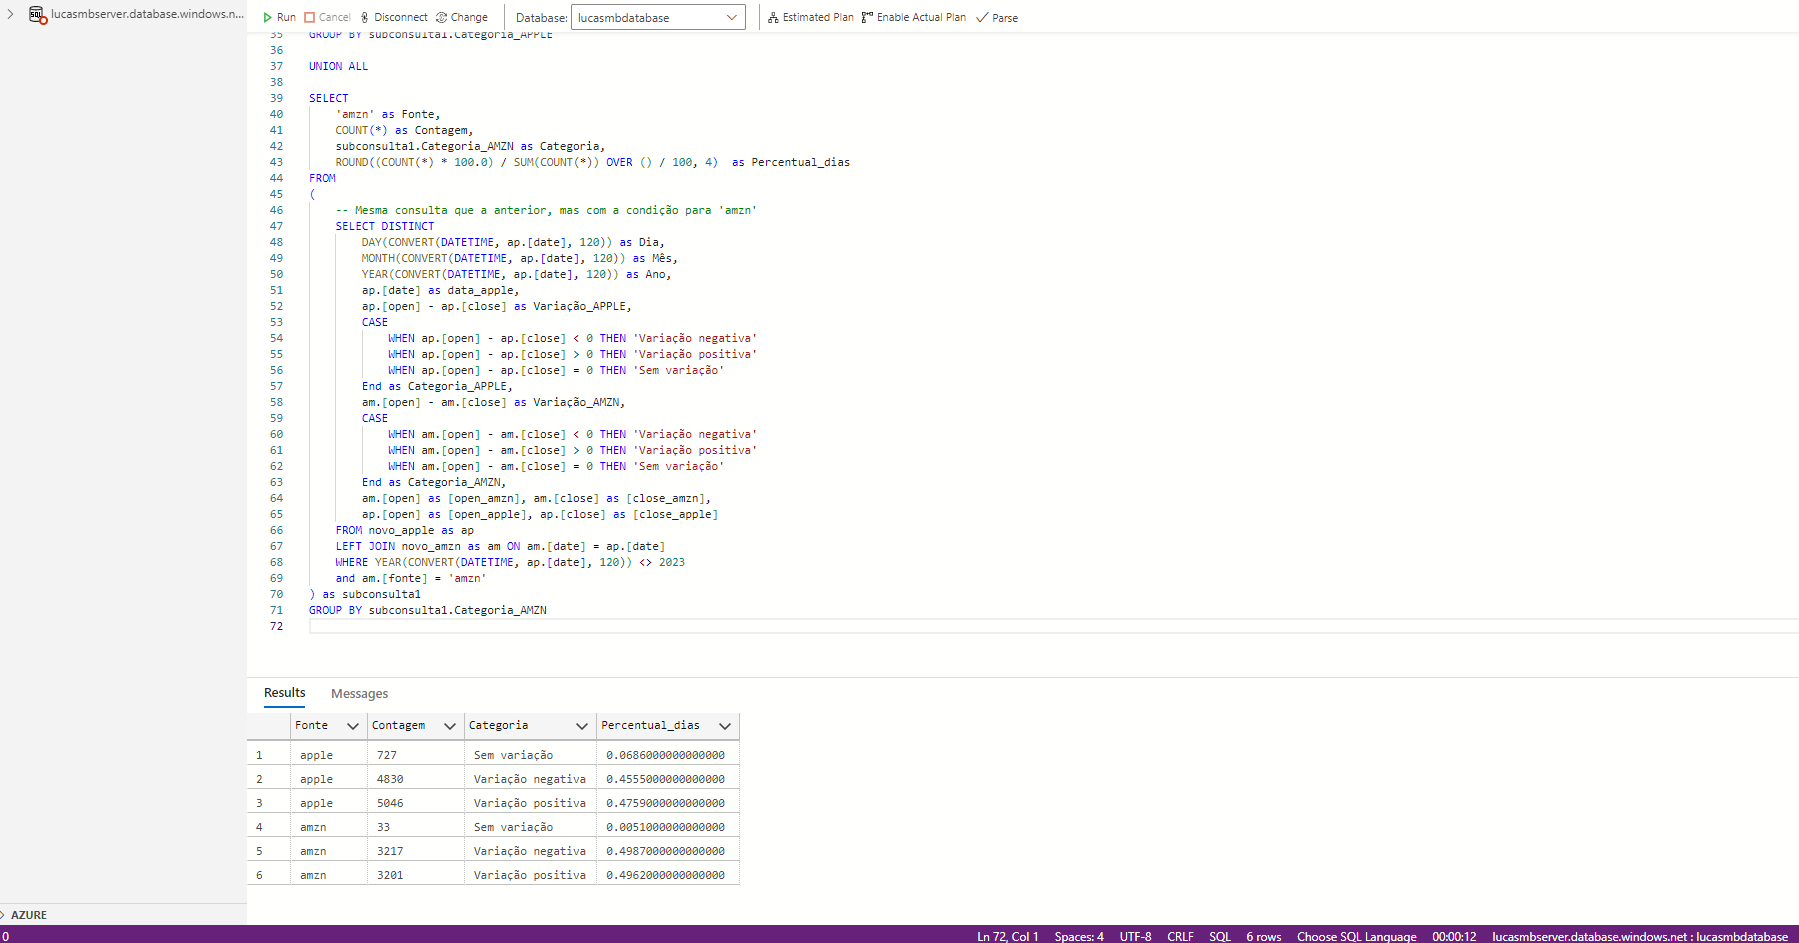 lucasmbserver.database.windows.n...
Run Cancel Disconnect Change Database: lucasmbdatabase Estimated Plan Enable Actual Plan Parse
35 GROUP BY subconsulta1.Categoria_APPLE
36
37 UNION ALL
38
39 SELECT
40 'amzn' as Fonte,
41 COUNT(*) as Contagem,
42 subconsulta1.Categoria_AMZN as Categoria,
43 ROUND((COUNT(*) * 100.0) / SUM(COUNT(*)) OVER () / 100, 4)  as Percentual_dias
44 FROM
45 (
46 -- Mesma consulta que a anterior, mas com a condição para 'amzn'
47 SELECT DISTINCT
48 DAY(CONVERT(DATETIME, ap.[date], 120)) as Dia,
49 MONTH(CONVERT(DATETIME, ap.[date], 120)) as Mês,
50 YEAR(CONVERT(DATETIME, ap.[date], 120)) as Ano,
51 ap.[date] as data_apple,
52 ap.[open] - ap.[close] as Variação_APPLE,
53 CASE
54 WHEN ap.[open] - ap.[close] < 0 THEN 'Variação negativa'
55 WHEN ap.[open] - ap.[close] > 0 THEN 'Variação positiva'
56 WHEN ap.[open] - ap.[close] = 0 THEN 'Sem variação'
57 End as Categoria_APPLE,
58 am.[open] - am.[close] as Variação_AMZN,
59 CASE
60 WHEN am.[open] - am.[close] < 0 THEN 'Variação negativa'
61 WHEN am.[open] - am.[close] > 0 THEN 'Variação positiva'
62 WHEN am.[open] - am.[close] = 0 THEN 'Sem variação'
63 End as Categoria_AMZN,
64 am.[open] as [open_amzn], am.[close] as [close_amzn],
65 ap.[open] as [open_apple], ap.[close] as [close_apple]
66 FROM novo_apple as ap
67 LEFT JOIN novo_amzn as am ON am.[date] = ap.[date]
68 WHERE YEAR(CONVERT(DATETIME, ap.[date], 120)) <> 2023
69 and am.[fonte] = 'amzn'
70 ) as subconsulta1
71 GROUP BY subconsulta1.Categoria_AMZN
72
Results Messages
Fonte Contagem Categoria Percentual_dias
1 apple 727 Sem variação 0.0686000000000000
2 apple 4830 Variação negativa 0.4555000000000000
3 apple 5046 Variação positiva 0.4759000000000000
4 amzn 33 Sem variação 0.0051000000000000
5 amzn 3217 Variação negativa 0.4987000000000000
6 amzn 3201 Variação positiva 0.4962000000000000
AZURE
0 Ln 72, Col 1 Spaces: 4 UTF-8 CRLF SQL 6 rows Choose SQL Language 00:00:12 lucasmbserver.database.windows.net : lucasmbdatabase